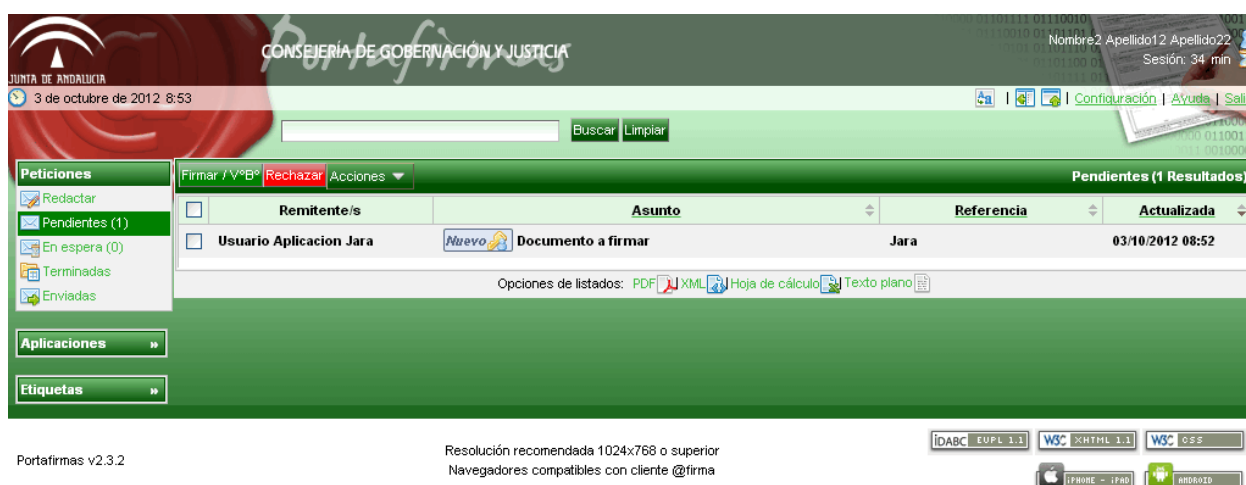 Portafirmas
CONSEJERÍA DE GOBERNACIÓN Y JUSTICIA
Nombre2 Apellido12 Apellido22
Sesión: 34 min
JUNTA DE ANDALUCIA
3 de octubre de 2012 8:53
Configuración | Ayuda | Sali
Buscar Limpiar
Peticiones
Redactar
Pendientes (1)
En espera (0)
Terminadas
Enviadas
Aplicaciones »
Etiquetas »
Firmar / VºBº Rechazar Acciones
Pendientes (1 Resultados)
Remitente/s Asunto Referencia Actualizada
Usuario Aplicacion Jara Nuevo Documento a firmar Jara 03/10/2012 08:52
Opciones de listados: PDF | XML | Hoja de cálculo | Texto plano
Portafirmas v2.3.2
Resolución recomendada 1024x768 o superior
Navegadores compatibles con cliente @firma
IDABC EUPL 1.1 W3C XHTML 1.1 W3C CSS
iPHONE - iPAD ANDROID